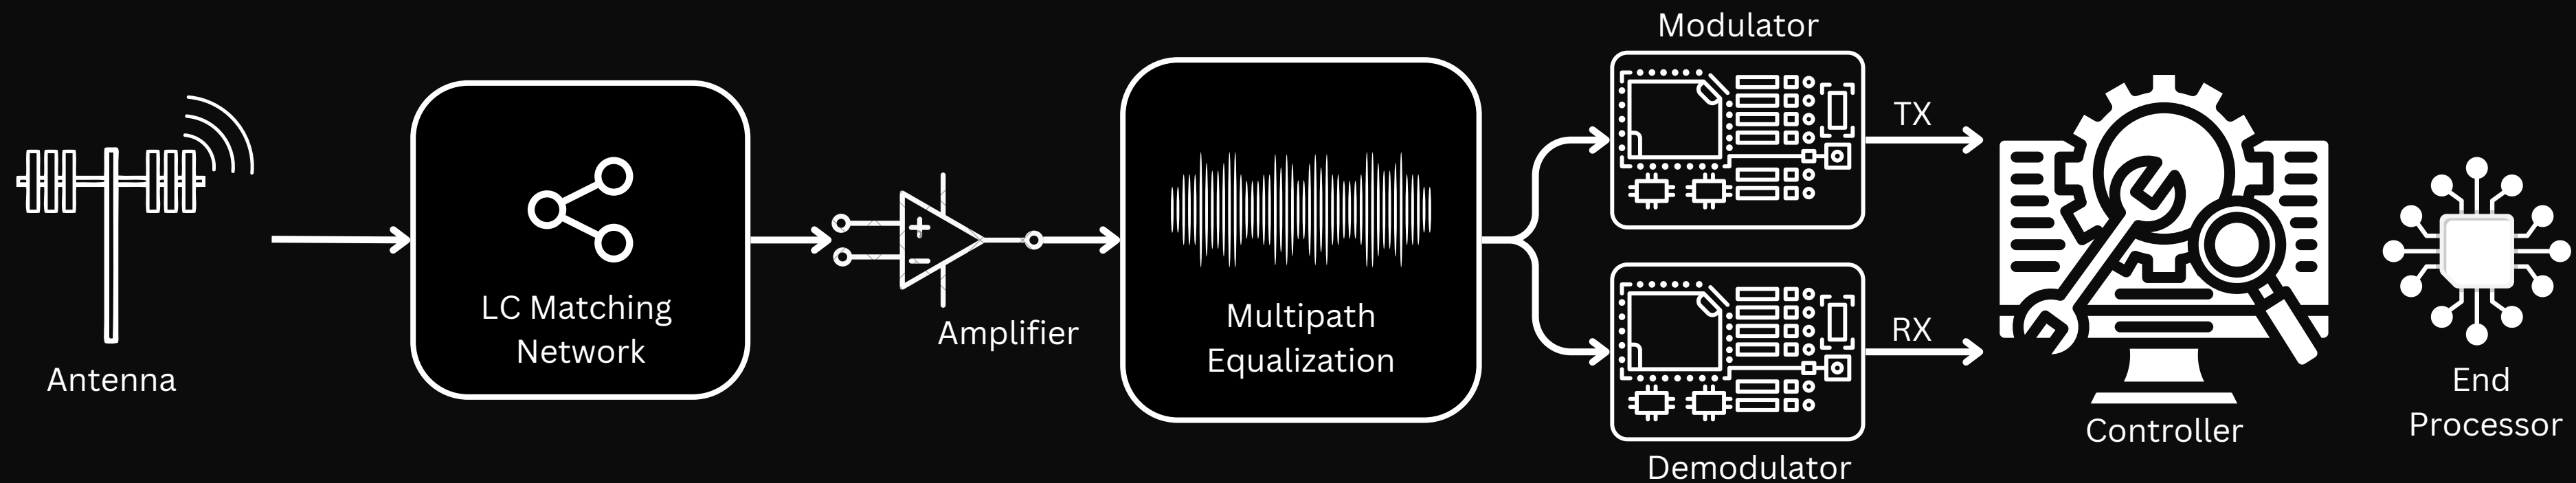 Antenna
LC Matching
Network
+
−
Amplifier
Multipath
Equalization
Modulator
TX
Demodulator
RX
Controller
End
Processor